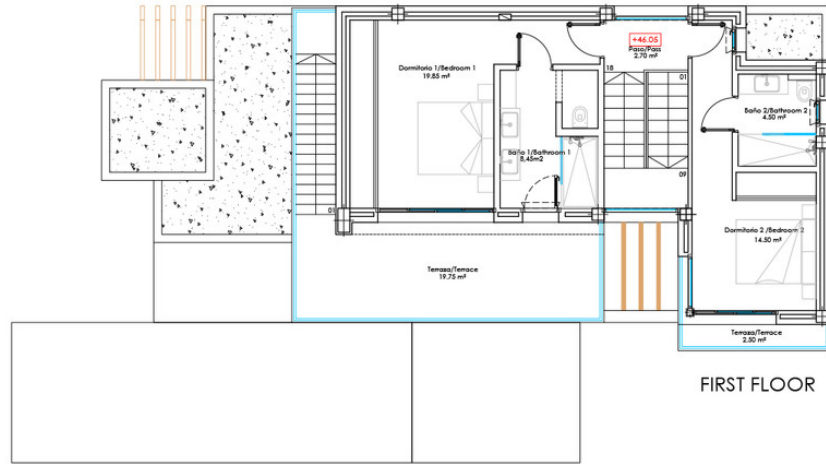 +46.05
Paso/Pass
2.70 m²
Dormitorio 1/Bedroom 1
19.85 m²
18
01
Baño 2/Bathroom 2
4.50 m²
Baño 1/Bathroom 1
8,45m2
09
01
Dormitorio 2 /Bedroom 2
14.50 m²
Terraza/Terrace
19.75 m²
Terraza/Terrace
2.50 m²
FIRST FLOOR